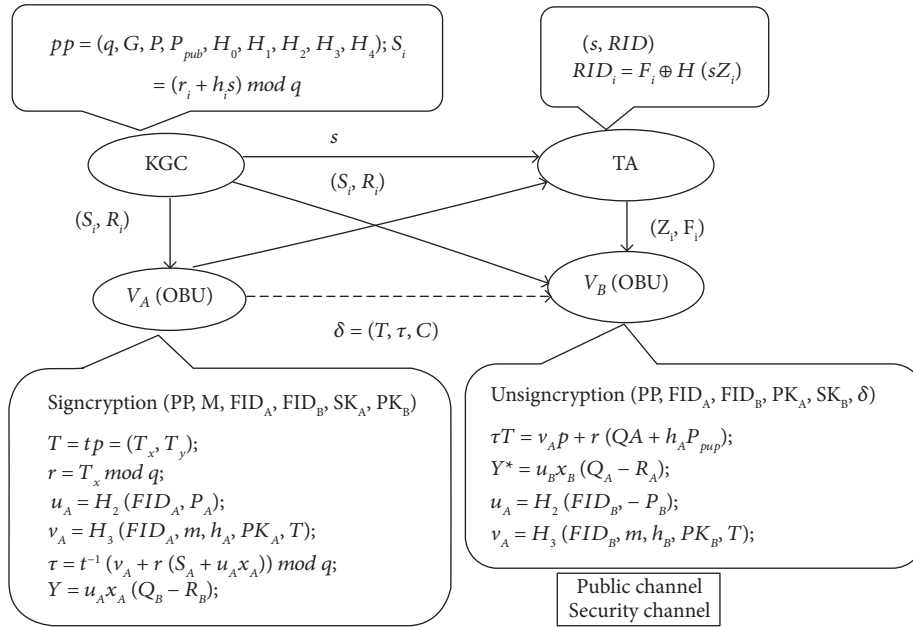 pp = (q, G, P, P_pub, H_0, H_1, H_2, H_3, H_4); S_i
= (r_i + h_i s) mod q
(s, RID)
RID_i = F_i ⊕ H (sZ_i)
KGC
s
TA
(S_i, R_i)
(S_i, R_i)
(Z_i, F_i)
V_A (OBU)
V_B (OBU)
δ = (T, τ, C)
Signcryption (PP, M, FID_A, FID_B, SK_A, PK_B)
T = tp = (T_x, T_y);
r = T_x mod q;
u_A = H_2 (FID_A, P_A);
v_A = H_3 (FID_A, m, h_A, PK_A, T);
τ = t^-1 (v_A + r (S_A + u_A x_A)) mod q;
Y = u_A x_A (Q_B – R_B);
Unsigncryption (PP, FID_A, FID_B, PK_A, SK_B, δ)
τT = v_A p + r (QA + h_A P_pup);
Y* = u_B x_B (Q_A – R_A);
u_A = H_2 (FID_B, – P_B);
v_A = H_3 (FID_B, m, h_B, PK_B, T);
Public channel
Security channel